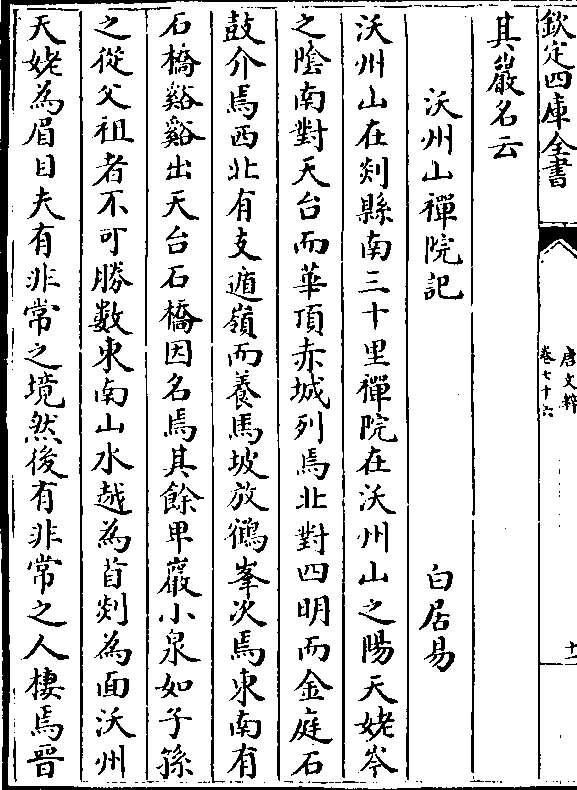 欽定四庫全書
唐文粹
卷七十六
十一
其巖名云
沃州山禪院記 白居易
沃州山在剡縣南三十里禪院在沃州山之陽天姥岑
之隂南對天台而華頂赤城列焉北對四明而金庭石
鼓介焉西北有支遁嶺而養馬坡放鶴峯次焉東南有
石橋谿谿出天台石橋因名焉其餘卑巖小泉如子孫
之從父祖者不可勝數東南山水越為首剡為面沃州
天姥為眉目夫有非常之境然後有非常之人棲焉晉